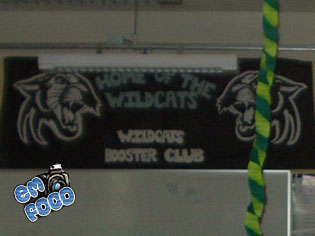 HOME OF THE
WILDCATS
WILDCATS
BOOSTER CLUB
EM
FOCO